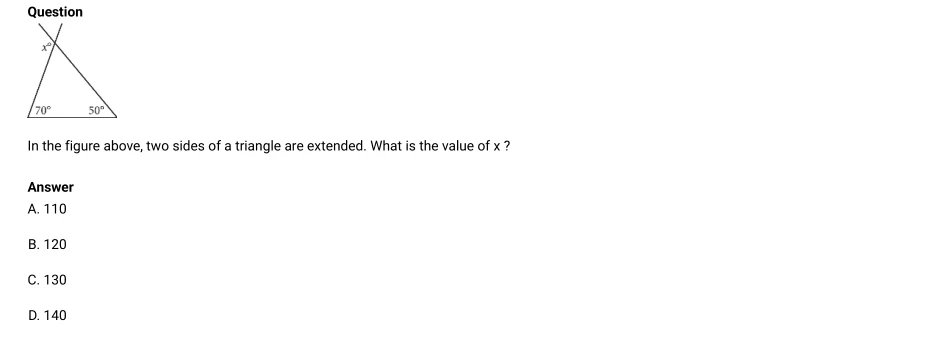 Question
x°
70°
50°
In the figure above, two sides of a triangle are extended. What is the value of x ?
Answer
A. 110
B. 120
C. 130
D. 140